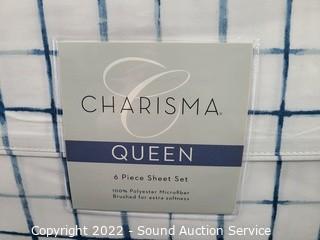 C
CHARISMA®
QUEEN
6 Piece Sheet Set
100% Polyester Microfiber
Brushed for extra softness
Copyright 2022 - Sound Auction Service